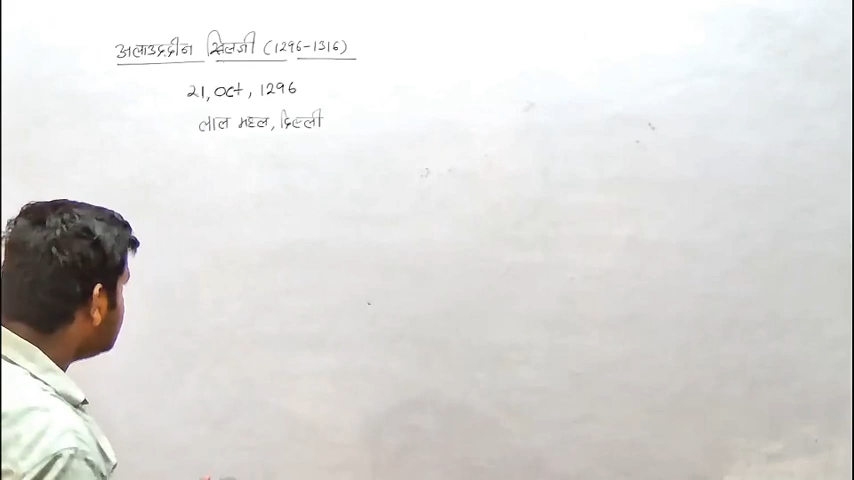 अलाउद्दीन खिलजी (1296-1316)
21, Oct, 1296
लाल महल, दिल्ली